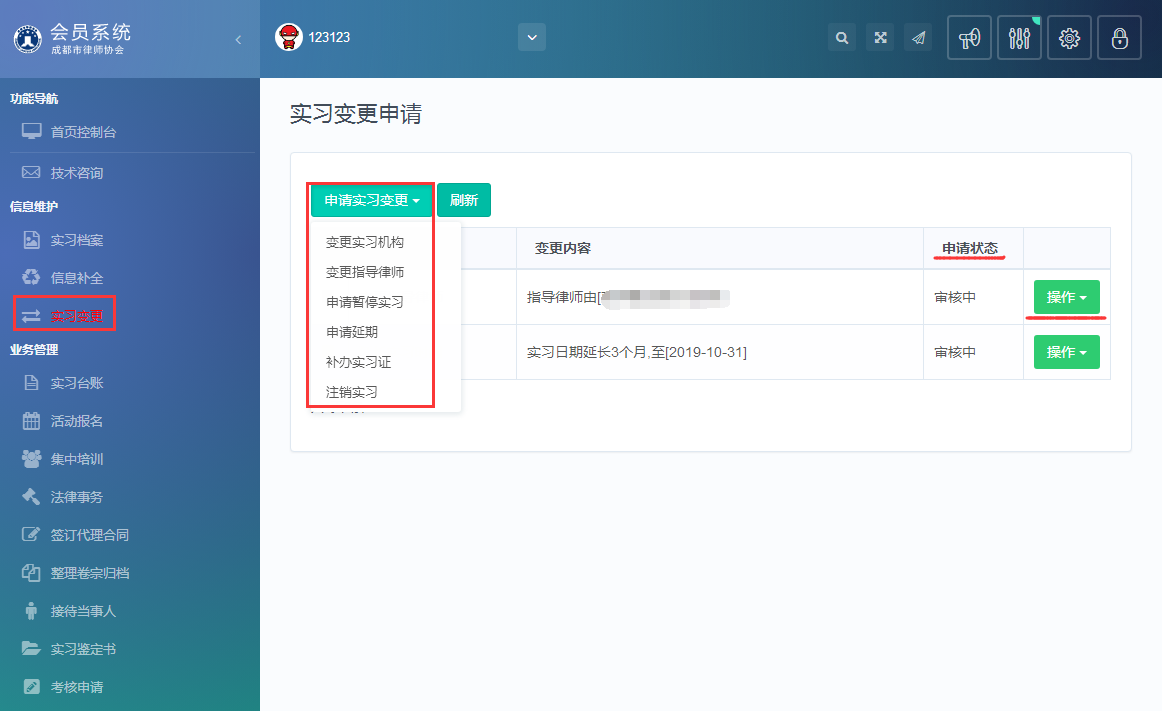 会员系统
成都市律师协会
123123
功能导航
首页控制台
技术咨询
信息维护
实习档案
信息补全
实习变更
业务管理
实习台账
活动报名
集中培训
法律事务
签订代理合同
整理卷宗归档
接待当事人
实习鉴定书
考核申请
实习变更申请
申请实习变更
刷新
变更实习机构
变更指导律师
申请暂停实习
申请延期
补办实习证
注销实习
变更内容
申请状态
指导律师由[
审核中
操作
实习日期延长3个月,至[2019-10-31]
审核中
操作